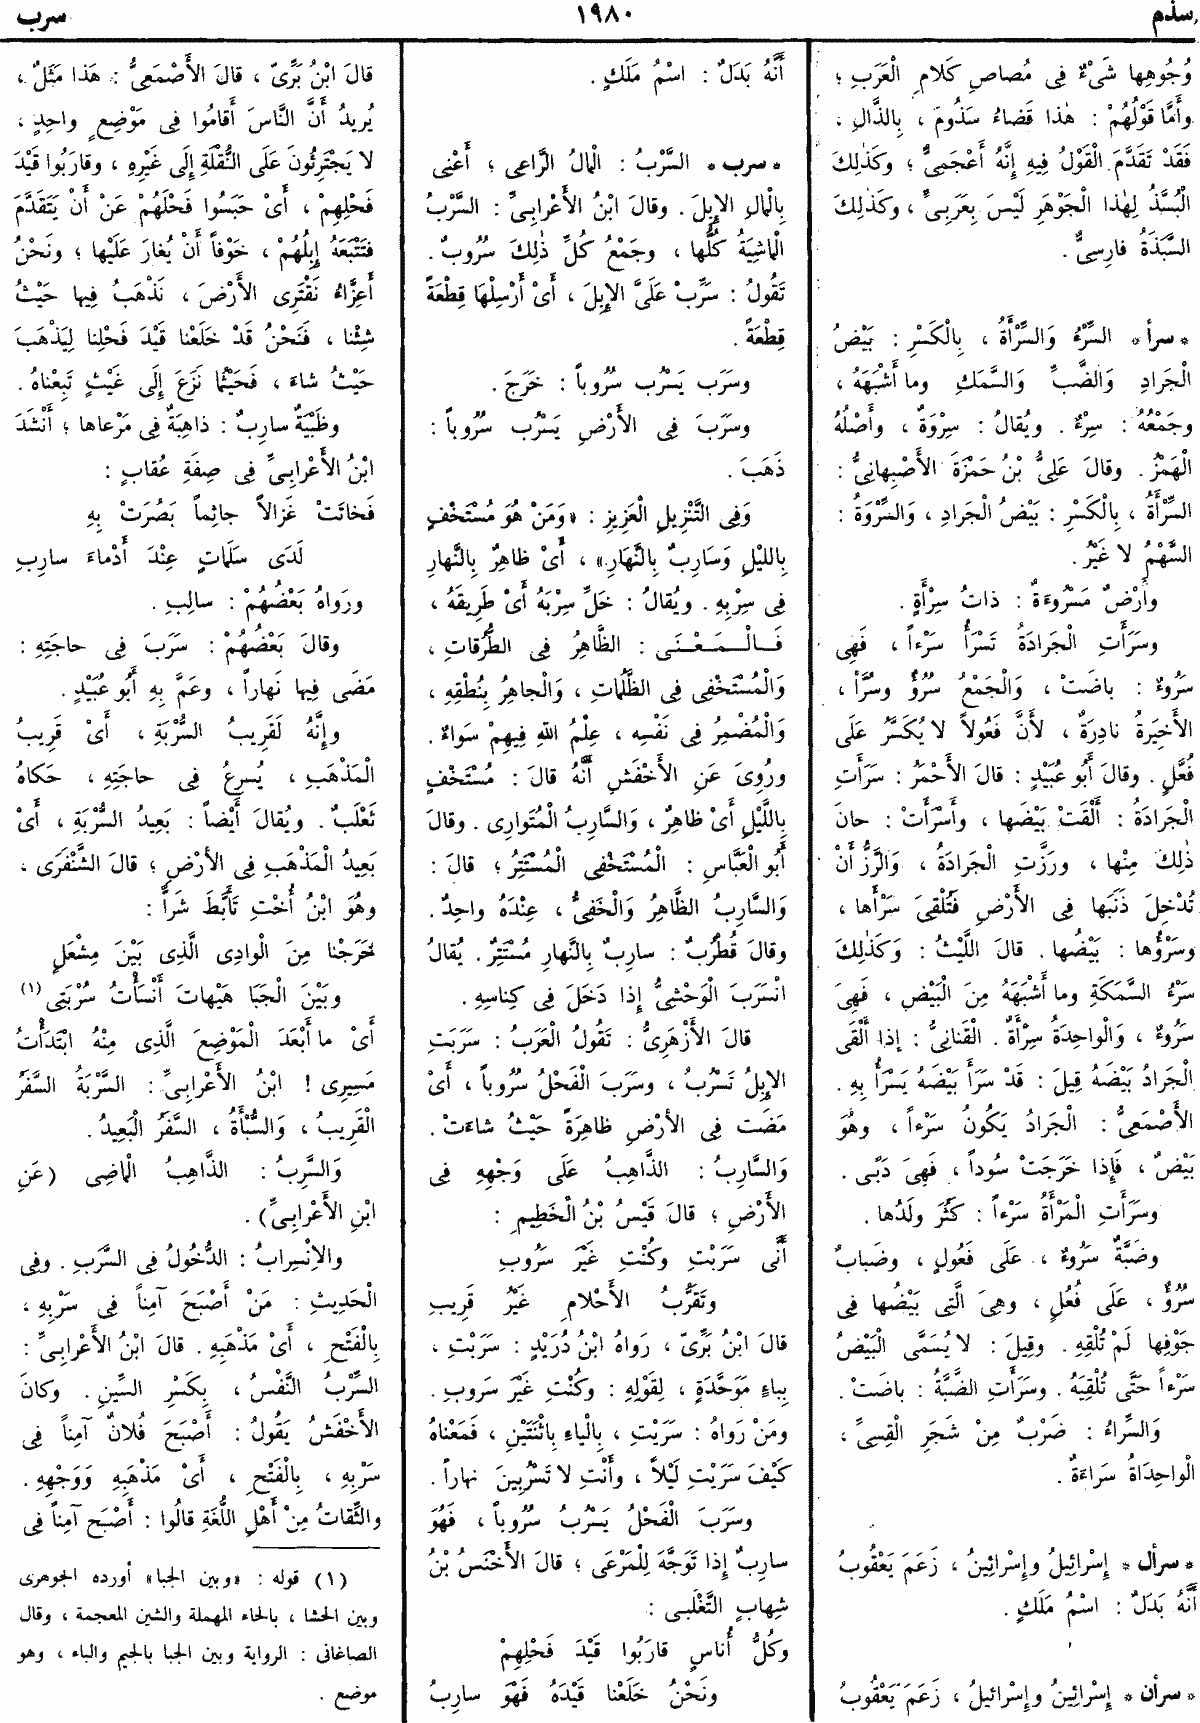 سذم
١٩٨٠
سرب
وُجُوهِها شَىْءٌ فِى مُصاصِ كَلامِ الْعَرَبِ ؛
وأَمَّا قَوْلُهُمْ : هٰذا قَضاءُ سَذُومَ ، بِالذَّالِ ،
فَقَدْ تَقَدَّمَ الْقَوْلُ فِيهِ إِنَّهُ أَعْجَمِىٌّ ؛ وكَذٰلِكَ
الْبُسَّذُ لِهٰذا الْجَوْهَرِ لَيْسَ بِعَرَبِىٍّ ، وكَذٰلِكَ
السَّبَذَةُ فارِسِىٌّ .
* سرأ * السِّرْءُ وَالسِّرْأَةُ ، بِالْكَسْرِ : بَيْضُ
الْجَرادِ وَالضَّبِّ وَالسَّمَكِ وما أَشْبَهَهُ ،
وجَمْعُهُ : سِرْءٌ . ويُقالُ : سِرْوَةٌ ، وأَصْلُهُ
الْهَمْزُ . وقالَ عَلِىُّ بْنُ حَمْزَةَ الأَصْبِهانِىُّ :
السِّرْأَةُ ، بِالْكَسْرِ : بَيْضُ الْجَرادِ ، وَالسِّرْوَةُ :
السَّهْمُ لا غَيْرُ .
وأَرْضٌ مَسْرُوءَةٌ : ذاتُ سِرْأَةٍ .
وسَرَأَتِ الْجَرادَةُ تَسْرَأُ سَرْءاً ، فَهِى
سَرُوءٌ : باضَتْ ، وَالْجَمْعُ سُرُؤٌ وسُرَّأٌ ،
الأَخِيرَةُ نادِرَةٌ ، لأَنَّ فَعُولاً لا يُكَسَّرُ عَلَى
فُعَّلٍ . وقالَ أَبُو عُبَيْدٍ : قالَ الأَحْمَرُ : سَرَأَتِ
الْجَرادَةُ : أَلْقَتْ بَيْضَها ، وأَسْرَأَتْ : حانَ
ذٰلِكَ مِنْها ، ورَزَّتِ الْجَرادَةُ ، وَالرَّزُّ أَنْ
تُدْخِلَ ذَنَبَها فِى الأَرْضِ فَتُلْقِىَ سَرْأَها ،
وسَرْؤُها : بَيْضُها . قالَ اللَّيْثُ : وَكَذٰلِكَ
سَرْءُ السَّمَكَةِ وما أَشْبَهَهُ مِنَ الْبَيْضِ ، فَهِىَ
سَرُوءٌ ، وَالْواحِدَةُ سِرْأَةٌ . الْقَنانِىُّ : إِذا أَلْقَى
الْجَرادُ بَيْضَهُ قِيلَ : قَدْ سَرَأَ بَيْضَهُ يَسْرَأُ بِهِ .
الأَصْمَعِىُّ : الْجَرادُ يَكُونُ سَرْءاً ، وهُوَ
بَيْضٌ ، فَإِذا خَرَجَتْ سُوداً ، فَهِىَ دَبًى .
وسَرَأَتِ الْمَرْأَةُ سَرْءاً : كَثُرَ ولَدُها .
وضَبَّةٌ سَرُوءٌ ، عَلَى فَعُولٍ ، وضَبابٌ
سُرُؤٌ ، عَلَى فُعُلٍ ، وهِىَ الَّتِى بَيْضُها فِى
جَوْفِها لَمْ تُلْقِهِ . وقِيلَ : لا يُسَمَّى الْبَيْضُ
سَرْءاً حَتَّى تُلْقِيَهُ . وسَرَأَتِ الضَّبَّةُ : باضَتْ .
وَالسَّراءُ : ضَرْبٌ مِنْ شَجَرِ الْقِسِىِّ ،
الْواحِداةُ سَراءَةٌ .
* سرأل * إِسْرائِيلُ وإِسْرائِينُ ، زَعَمَ يَعْقُوبُ
أَنَّهُ بَدَلٌ : اسْمُ مَلَكٍ .
* سرأن * إِسْرائِينُ وإِسْرائيلُ ، زَعَمَ يَعْقُوبُ
أَنَّهُ بَدَلٌ : اسْمُ مَلَكٍ .
* سرب * السَّرْبُ : الْمالُ الرَّاعِى ؛ أَعْنِى
بِالْمالِ الإِبِلَ . وقالَ ابْنُ الأَعْرابِىِّ : السَّرْبُ
الْماشِيَةُ كُلُّها ، وجَمْعُ كُلِّ ذٰلِكَ سُرُوبٌ .
تَقُولُ : سَرِّبْ عَلَىَّ الإِبِلَ ، أَىْ أَرْسِلْهَا قِطْعَةً
قِطْعَةً .
وسَرَب يَسْرُب سُرُوباً : خَرَجَ .
وسَرَبَ فِى الأَرْضِ يَسْرُب سُرُوباً :
ذَهَبَ .
وَفِى التَّنْزِيلِ الْعَزِيزِ : «وَمَنْ هُوَ مُسْتَخْفٍ
بِاللَّيْلِ وَسَارِبٌ بِالنَّهَارِ» ، أَىْ ظاهِرٌ بِالنَّهارِ
فِى سِرْبِهِ . ويُقالُ : خَلِّ سِرْبَهُ أَىْ طَرِيقَهُ ،
فَالْمَعْنَى : الظَّاهِرُ فِى الطُّرُقاتِ ،
وَالْمُسْتَخْفِى فِى الظُّلُماتِ ، وَالْجاهِرُ بِنُطْقِهِ ،
وَالْمُضْمِرُ فِى نَفْسِهِ ، عِلْمُ اللهِ فِيهِمْ سَواءٌ .
ورُوِىَ عَنِ الأَخْفَشِ أَنَّهُ قالَ : مُسْتَخْفٍ
بِاللَّيْلِ أَىْ ظاهِرٌ ، وَالسَّارِبُ الْمُتَوارِى . وقالَ
أَبُو الْعَبَّاسِ : الْمُسْتَخْفِى الْمُسْتَتِرُ ؛ قالَ :
وَالسَّارِبُ الظَّاهِرُ وَالْخَفِىُّ ، عِنْدَهُ واحِدٌ .
وقالَ قُطْرُبٌ : سارِبٌ بِالنَّهارِ مُسْتَتِرٌ . يُقالُ
انْسَرَبَ الْوَحْشِىُّ إِذا دَخَلَ فِى كِناسِهِ .
قالَ الأَزْهَرِىُّ : تَقُولُ الْعَرَبُ : سَرَبَتِ
الإِبِلُ تَسْرُبُ ، وسَرَبَ الْفَحْلُ سُرُوباً ، أَىْ
مَضَت فِى الأَرْضِ ظاهِرَةً حَيْثُ شاءَتْ .
وَالسَّارِبُ : الذَّاهِبُ عَلَى وَجْهِهِ فِى
الأَرْضِ ؛ قالَ قَيْسُ بْنُ الْخَطِيمِ :
أَنَّى سَرَبْتِ وكُنْتِ غَيْرَ سَرُوبِ
وتَقَرُّبُ الأَحْلامِ غَيْرُ قَرِيبِ
قالَ ابْنُ بَرِّىّ ، رَواهُ ابْنُ دُرَيْدٍ : سَرَبْتِ ،
بِباءٍ مَوَحَّدَةٍ ، لِقَوْلِهِ : وكُنْتِ غَيْرَ سَروبِ .
ومَنْ رَواهُ : سَرَيْتِ ، بِالْياءِ بِاثْنَتَيْنِ ، فَمَعْناهُ
كَيْفَ سَرَيْتِ لَيْلاً ، وأَنْتِ لا تَسْرُبِينَ نهاراً .
وسَرَبَ الْفَحْلُ يَسْرُبُ سُرُوباً ، فَهُوَ
سارِبٌ إِذا تَوَجَّهَ لِلْمَرْعَى ؛ قالَ الأَخْنَسُ بْنُ
شِهابٍ التَّغْلَبِى :
وكُلُّ أُناسٍ قارَبُوا قَيْدَ فَحْلِهِمْ
ونَحْنُ خَلَعْنا قَيْدَهُ فَهْوَ سارِبُ
قالَ ابْنُ بَرِّىّ ، قالَ الأَصْمَعِىُّ : هَذا مَثَلٌ ،
يُرِيدُ أَنَّ النَّاسَ أَقامُوا فِى مَوْضِعٍ واحِدٍ ،
لا يَجْتَرِئُونَ عَلَى النُّقْلَةِ إِلَى غَيْرِهِ ، وقارَبُوا قَيْدَ
فَحْلِهِمْ ، أَىْ حَبَسُوا فَحْلَهُمْ عَنْ أَنْ يَتَقَدَّمَ
فَتَتْبَعَهُ إِبِلُهُمْ ، خَوْفاً أَنْ يُغارَ عَلَيْها ؛ ونَحْنُ
أَعِزَّاءُ نَقْتَرِى الأَرْضَ ، نَذْهَبُ فِيها حَيْثُ
شِئْنا ، فَنَحْنُ قَدْ خَلَعْنا قَيْدَ فَحْلِنا لِيَذْهَبَ
حَيْثُ شاءَ ، فَحَيْثُما نَزَعَ إِلَى غَيْثٍ تَبِعْناهُ .
وظَبْيَةٌ سارِبٌ : ذاهِبَةٌ فِى مَرْعاها ؛ أَنْشَدَ
ابْنُ الأَعْرابِىِّ فِى صِفَةِ عُقابٍ :
فَخاتَتْ غَزالاً جاثِماً بَصُرَتْ بِهِ
لَدَى سَلَماتٍ عِنْدَ أَدْماءَ سارِبِ
ورَواهُ بَعْضُهُمْ : سالِبِ .
وقالَ بَعْضُهُمْ : سَرَبَ فِى حاجَتِهِ :
مَضَى فِيها نَهاراً ، وعَمَّ بِهِ أَبُو عُبَيْدٍ .
وإِنَّهُ لَقَرِيبُ السُّرْبَةِ ، أَىْ قَرِيبُ
الْمَذْهَبِ ، يُسرِعُ فِى حاجَتِهِ ، حَكاهُ
ثَعْلَبٌ . ويُقالَ أَيْضاً : بَعِيدُ السُّرْبَةِ ، أَىْ
بَعِيدُ الْمَذْهَبِ فِى الأَرْضِ ؛ قالَ الشَّنْفَرَى ،
وهُوَ ابْنُ أُخْتِ تَأَبَّطَ شَراًّ :
خَرَجْنا مِنَ الْوادِى الَّذِى بَيْنَ مِشْعَلٍ
وبَيْنَ الْجَبَا هَيْهاتَ أَنْسَأْتُ سُرْبَتِى (١)
أَىْ ما أَبْعَدَ الْمَوْضِعَ الَّذِى مِنْهُ ابْتَدَأْتُ
مَسِيرِى ! ابْنُ الأَعْرابِىِّ : السَّرْبَةُ السَّفَرُ
الْقَرِيبُ ، وَالسُّبْأَةُ ، السَّفَرُ الْبَعِيدُ .
وَالسَّرِبُ : الذَّاهِبُ الْماضِى (عَنِ
ابْنِ الأَعْرابِىِّ) .
والاِنْسِرابُ : الدُّخُولُ فِى السَّرَبِ . وفِى
الْحَدِيثِ : مَنْ أَصْبَحَ آمِناً فِى سَرْبِهِ ،
بِالْفَتْحِ ، أَىْ مَذْهَبِهِ . قالَ ابْنُ الأَعْرابِىِّ :
السِّرْبُ النَّفْسُ ، بِكَسْرِ السِّينِ . وكانَ
الأَخْفَشُ يَقُولُ : أَصْبَحَ فُلانٌ آمِناً فِى
سَرْبِهِ ، بِالْفَتْحِ ، أَىْ مَذْهَبِهِ وَوَجْهِهِ .
والثِّقاتُ مِنْ أَهْلِ اللُّغَةِ قالُوا : أَصْبَح آمِناً فِى
(١) قوله : «وبين الجبا» أورده الجوهرى
وبين الحشا ، بالحاء المهملة والشين المعجمة ، وقال
الصاغانى : الرواية وبين الجبا بالجيم والباء ، وهو
موضع .